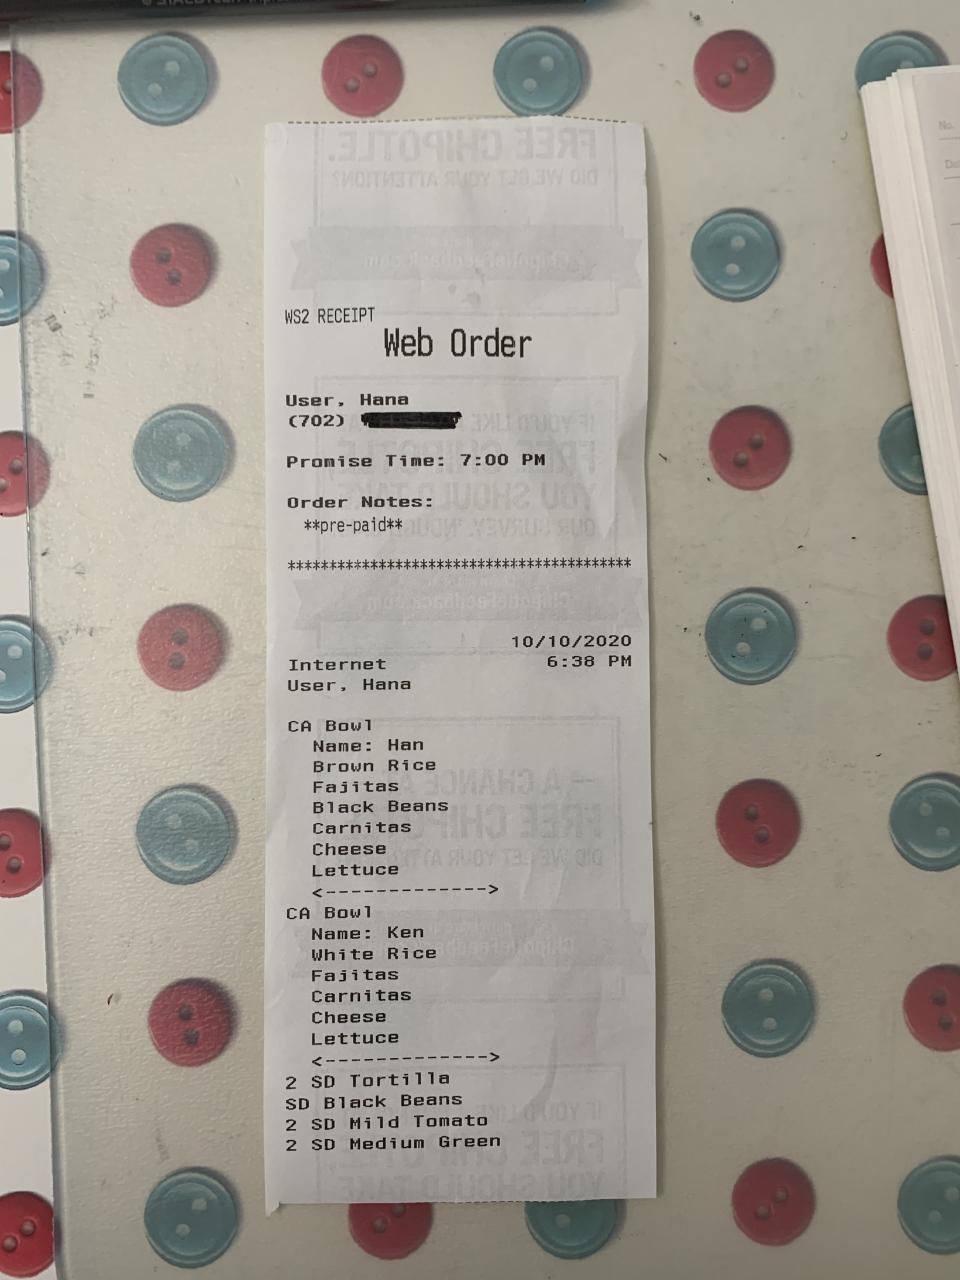 WS2 RECEIPT
Web Order
User, Hana
(702)
Promise Time: 7:00 PM
Order Notes:
**pre-paid**
******************************************
10/10/2020
Internet 6:38 PM
User, Hana
CA Bowl
Name: Han
Brown Rice
Fajitas
Black Beans
Carnitas
Cheese
Lettuce
<------------->
CA Bowl
Name: Ken
White Rice
Fajitas
Carnitas
Cheese
Lettuce
<------------->
2 SD Tortilla
SD Black Beans
2 SD Mild Tomato
2 SD Medium Green